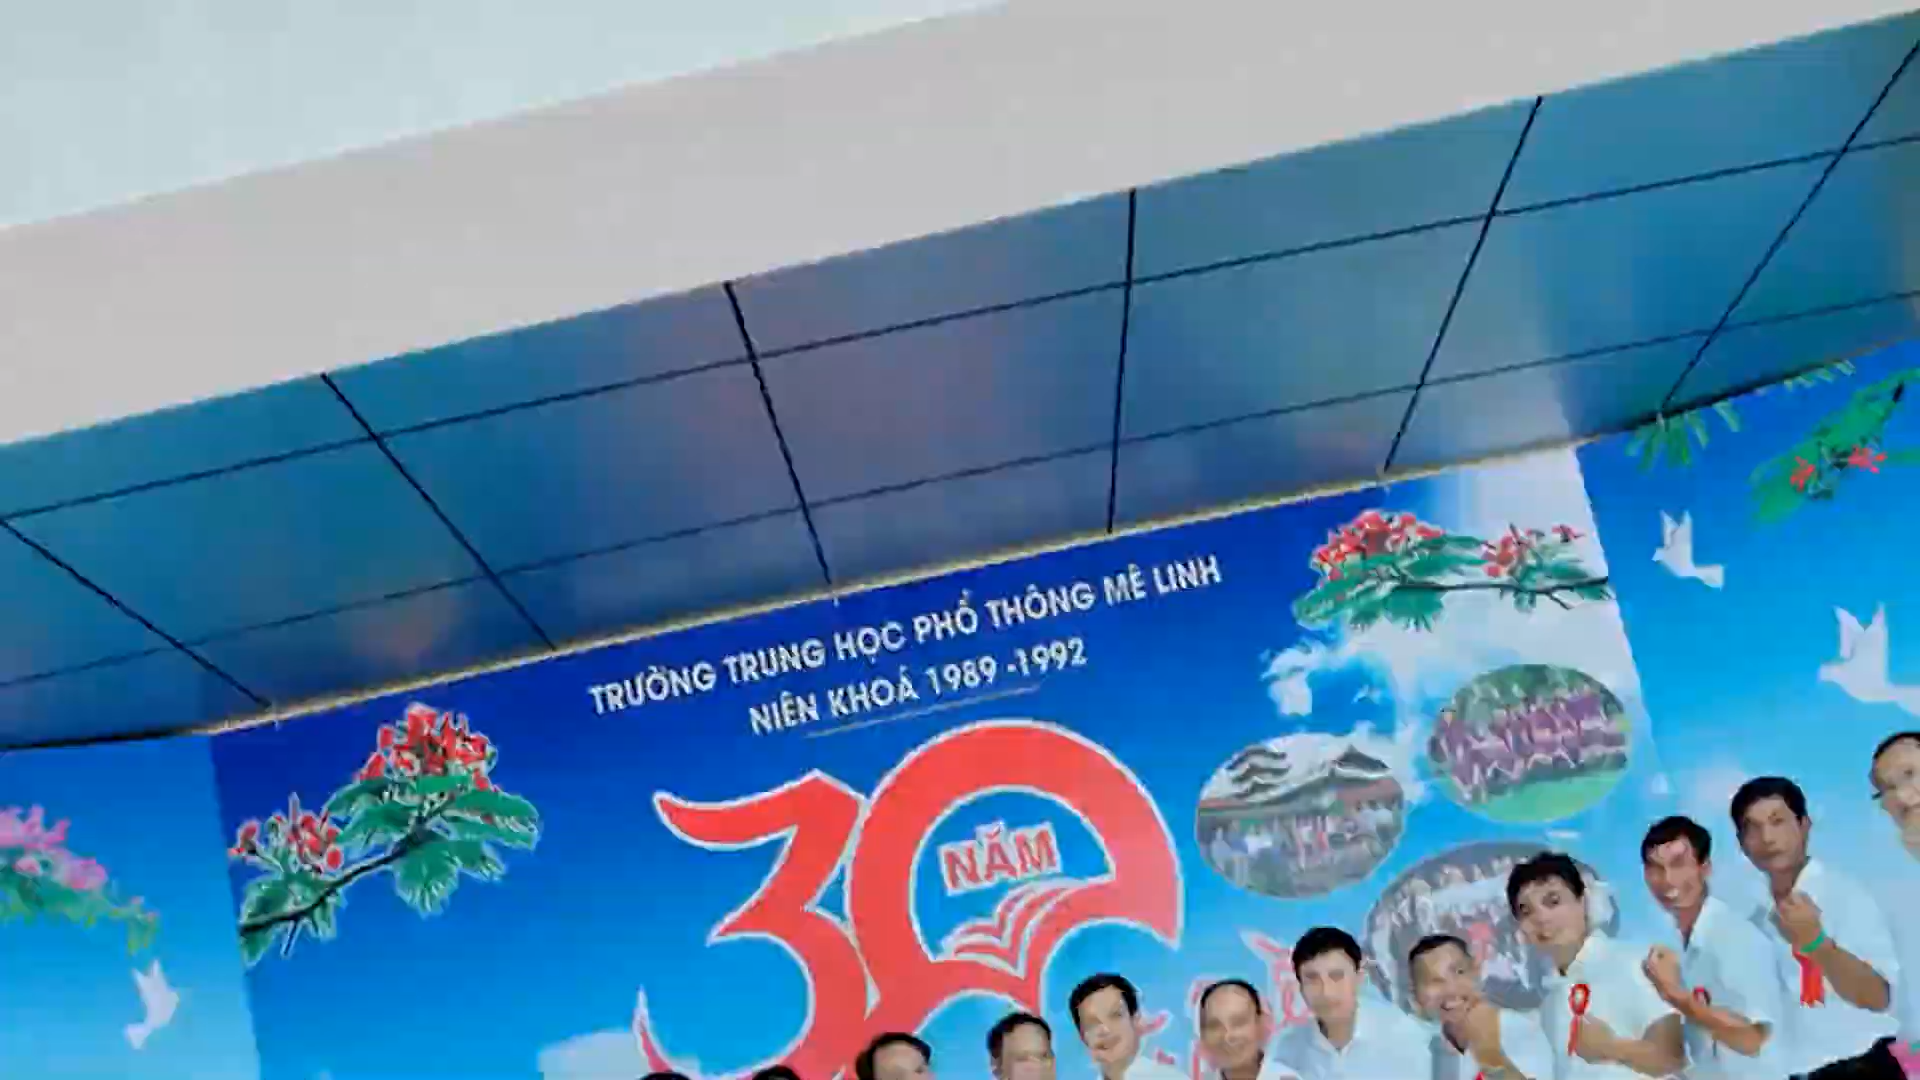 TRƯỜNG TRUNG HỌC PHỔ THÔNG MÊ LINH
NIÊN KHOÁ 1989 -1992
30
NĂM